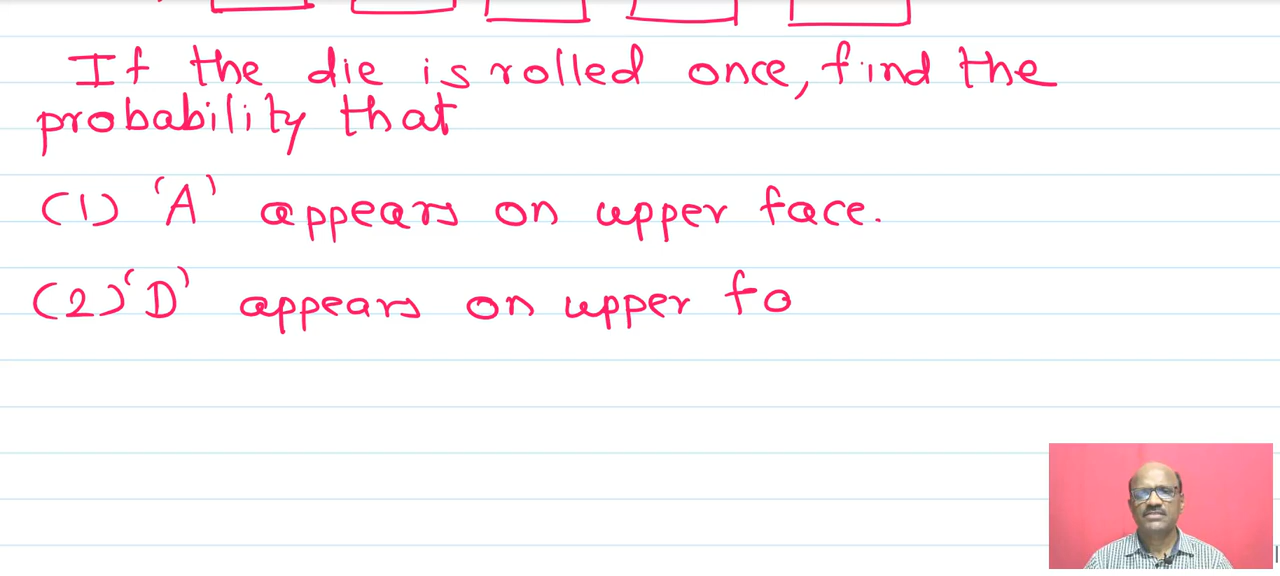 If the die is rolled once, find the
probability that
(1) 'A' appears on upper face.
(2) 'D' appears on upper fa